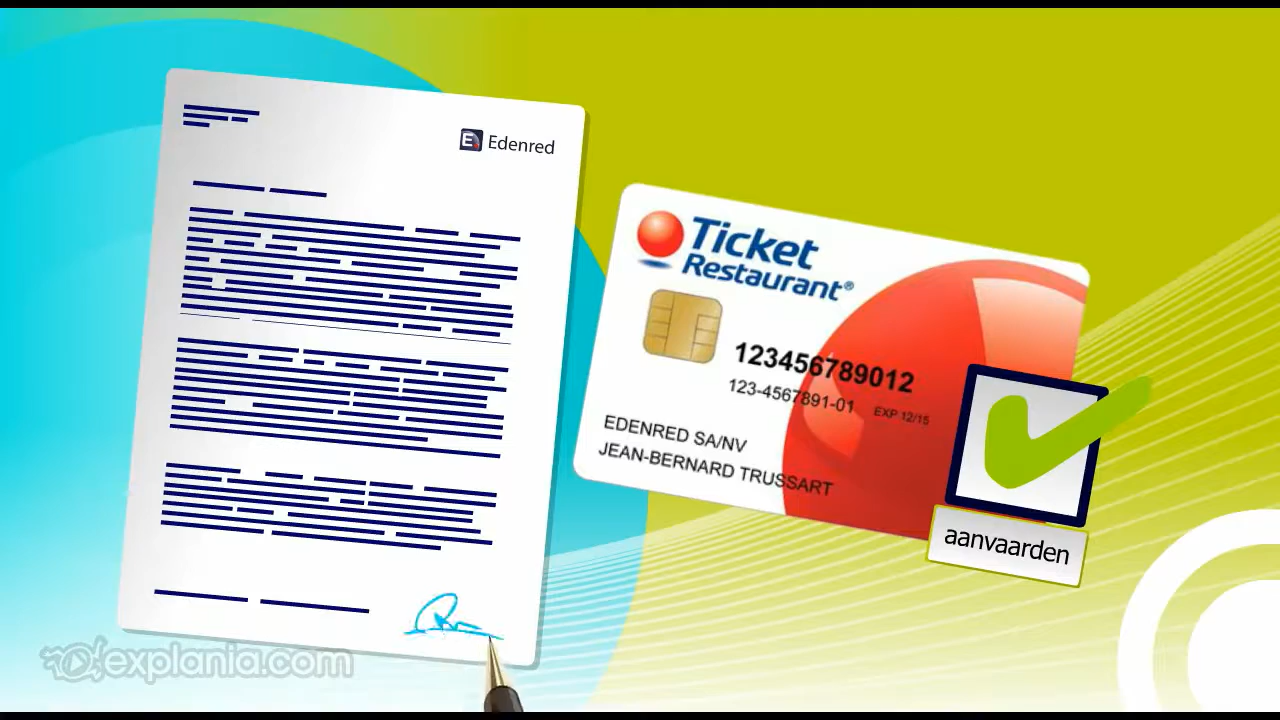 Edenred
Ticket
Restaurant®
123456789012
123-4567891-01 EXP 12/15
EDENRED SA/NV
JEAN-BERNARD TRUSSART
aanvaarden
explania.com